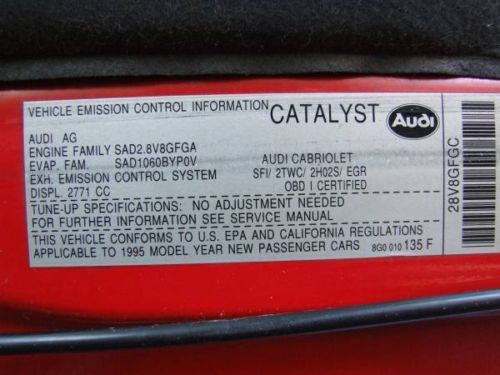 VEHICLE EMISSION CONTROL INFORMATION CATALYST Audi
AUDI AG
ENGINE FAMILY SAD2.8V8GFGA
EVAP. FAM. SAD1060BYP0V AUDI CABRIOLET
EXH. EMISSION CONTROL SYSTEM SFI/ 2TWC/ 2H02S/ EGR
DISPL 2771 CC OBD I CERTIFIED
TUNE-UP SPECIFICATIONS: NO ADJUSTMENT NEEDED
FOR FURTHER INFORMATION SEE SERVICE MANUAL
THIS VEHICLE CONFORMS TO U.S. EPA AND CALIFORNIA REGULATIONS
APPLICABLE TO 1995 MODEL YEAR NEW PASSENGER CARS 8G0 010 135 F
28V8GFGC